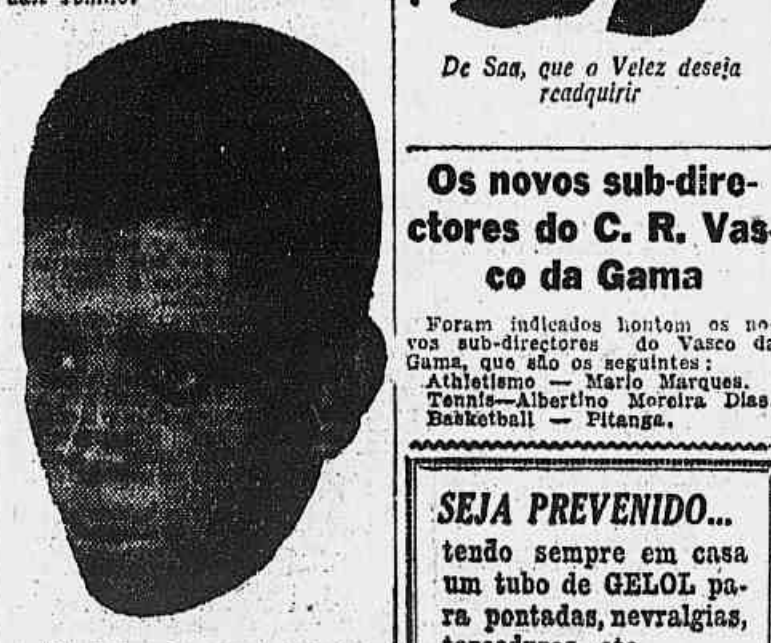 De Saa, que o Velez deseja
readquirir
Os novos sub-dire-
ctores do C. R. Vas-
co da Gama
Foram indicados hontem os no-
vos sub-directores do Vasco da
Gama, que são os seguintes:
Athletismo — Mario Marques.
Tennis—Albertino Moreira Dias
Basketball — Pitanga.
SEJA PREVENIDO...
tendo sempre em casa
um tubo de GELOL pa-
ra pontadas, nevralgias,